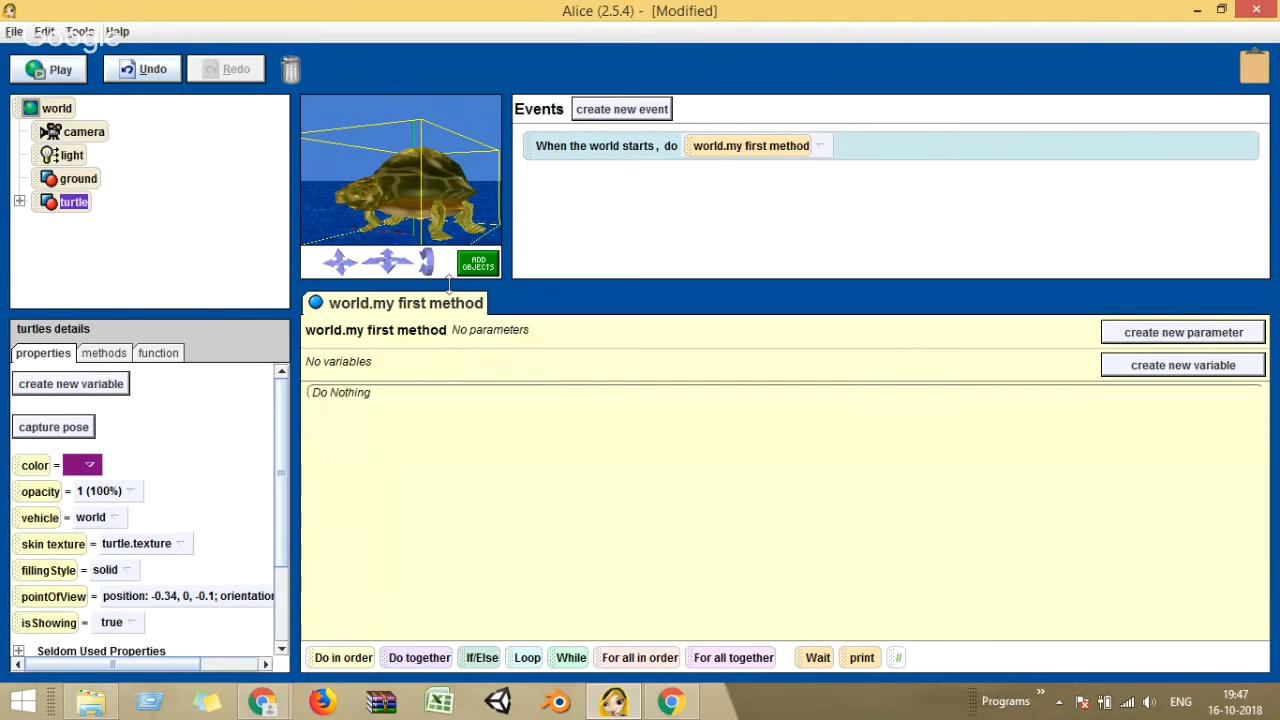 Alice (2.5.4) - [Modified]
File Edit Tools Help
Google
Play Undo Redo
world
camera
light
ground
turtle
ADD
OBJECTS
Events create new event
When the world starts, do world.my first method
turtles details
properties methods function
create new variable
capture pose
color =
opacity = 1 (100%)
vehicle = world
skin texture = turtle.texture
fillingStyle = solid
pointOfView = position: -0.34, 0, -0.1; orientation
isShowing = true
Seldom Used Properties
world.my first method
world.my first method No parameters
create new parameter
No variables
create new variable
Do Nothing
Do in order Do together If/Else Loop While For all in order For all together Wait print //
Programs » ENG
19:47
16-10-2018